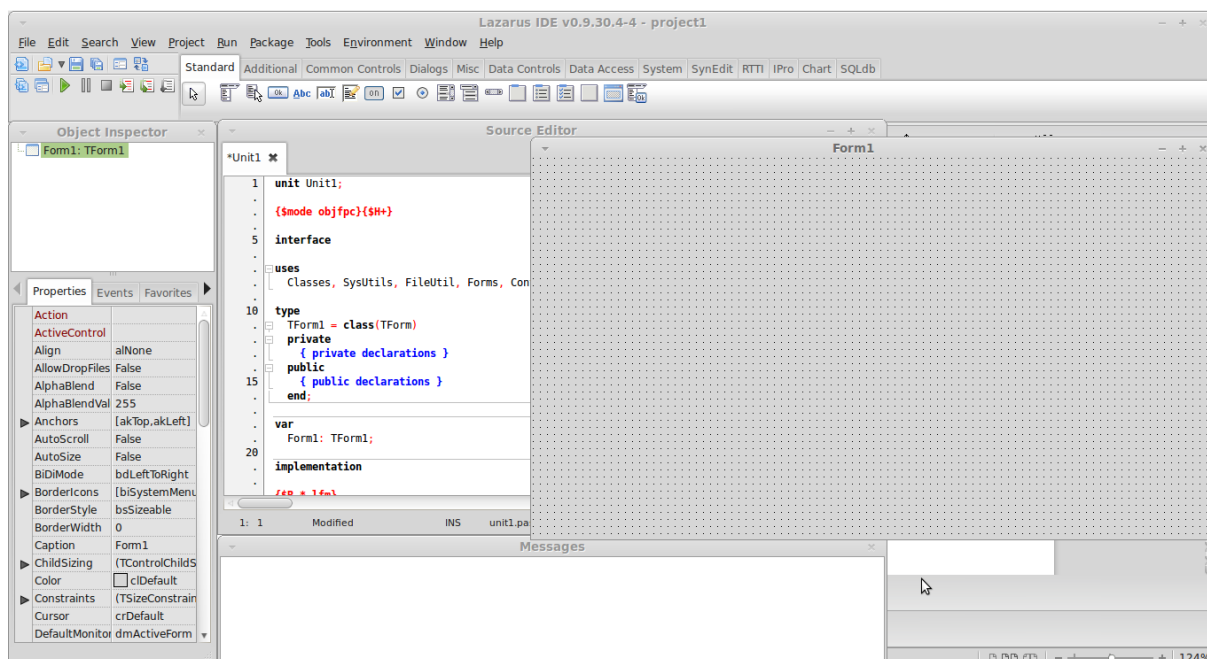 Lazarus IDE v0.9.30.4-4 - project1
File Edit Search View Project Run Package Tools Environment Window Help
Standard Additional Common Controls Dialogs Misc Data Controls Data Access System SynEdit RTTI IPro Chart SQLdb
Ok Abc abI on
Object Inspector
Form1: TForm1
Properties Events Favorites
Action
ActiveControl
Align alNone
AllowDropFiles False
AlphaBlend False
AlphaBlendVal 255
Anchors [akTop,akLeft]
AutoScroll False
AutoSize False
BiDiMode bdLeftToRight
BorderIcons [biSystemMenu
BorderStyle bsSizeable
BorderWidth 0
Caption Form1
ChildSizing (TControlChildS
Color clDefault
Constraints (TSizeConstrain
Cursor crDefault
DefaultMonitor dmActiveForm
Source Editor
*Unit1
1 unit Unit1;
{$mode objfpc}{$H+}
5 interface
uses
Classes, SysUtils, FileUtil, Forms, Con
10 type
TForm1 = class(TForm)
private
{ private declarations }
public
15 { public declarations }
end;
var
Form1: TForm1;
20
implementation
{$R *.lfm}
1: 1 Modified INS unit1.pa
Form1
Messages
124%